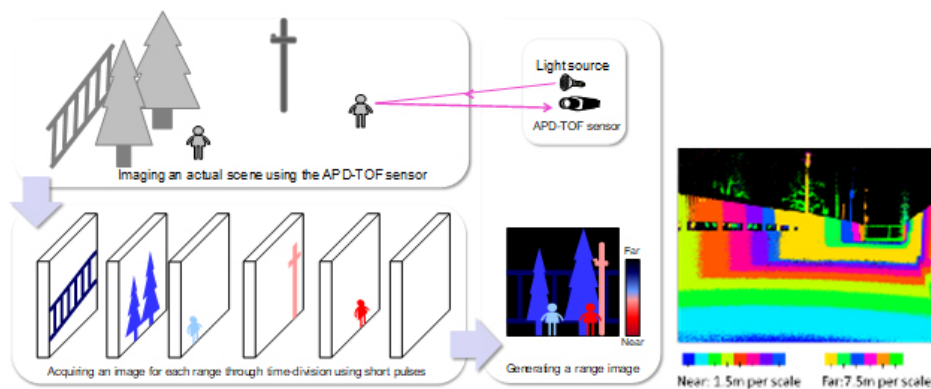 Light source
APD-TOF sensor
Imaging an actual scene using the APD-TOF sensor
Far
Near
Acquiring an image for each range through time-division using short pulses
Generating a range image
Near: 1.5m per scale
Far:7.5m per scale